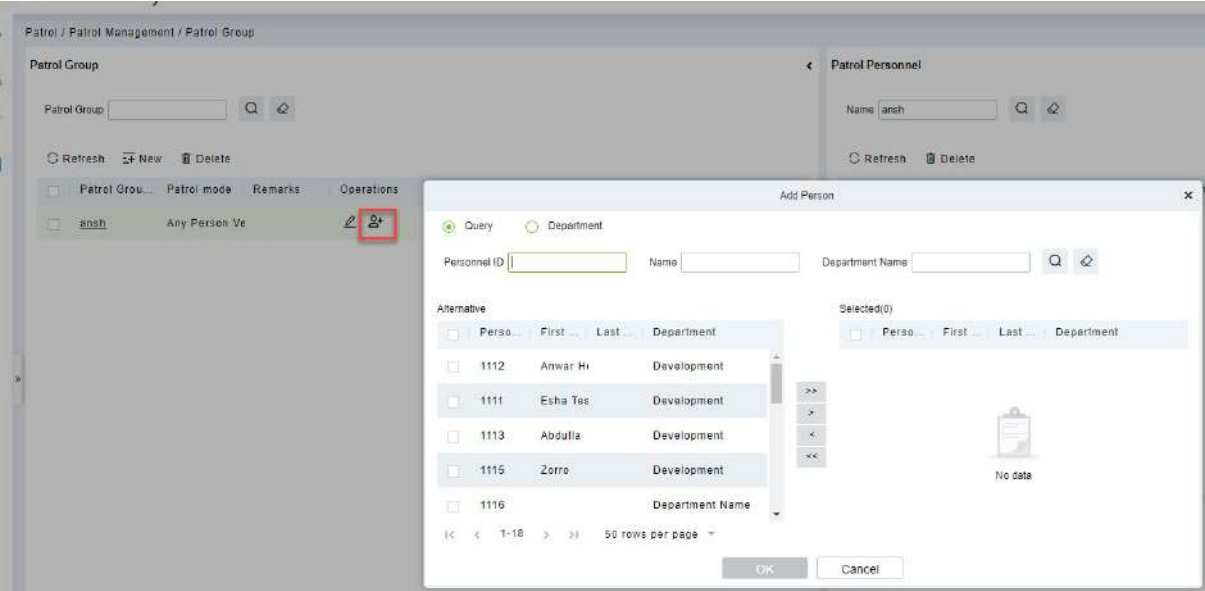 Patrol / Patrol Management / Patrol Group
Patrol Group
Patrol Personnel
Patrol Group
Name ansh
Refresh New Delete
Refresh Delete
Patrol Grou... Patrol mode Remarks Operations
ansh Any Person Ve
Add Person
Query Department
Personnel ID Name Department Name
Alternative
Selected(0)
Perso... First ... Last ... Department
Perso... First ... Last ... Department
1112 Anwar Development
1111 Esha Tes Development
1113 Abdulla Development
1115 Zorro Development
1116 Department Name
>>
>
<
<<
No data
1-18 50 rows per page
OK Cancel